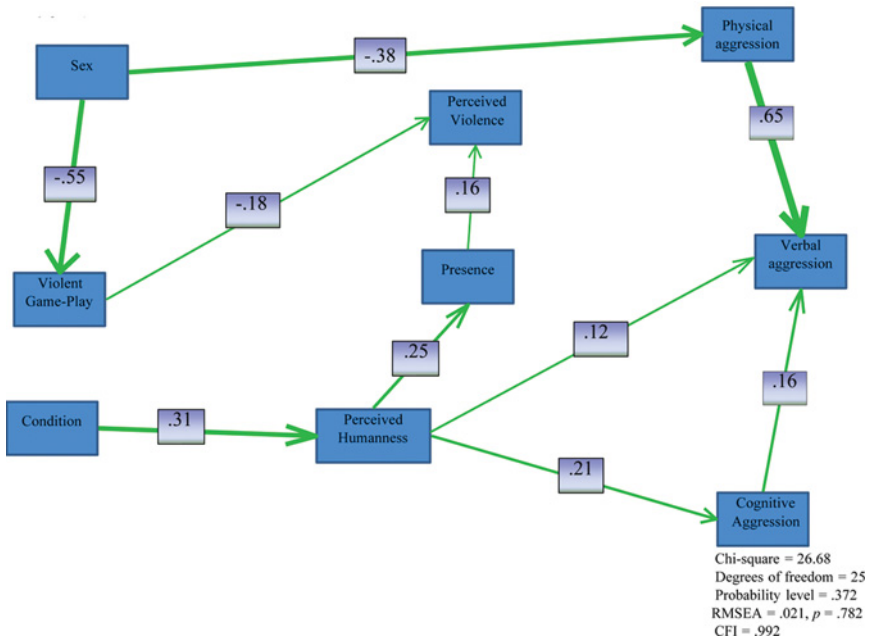 Physical
aggression
Sex
-.38
Perceived
Violence
.65
-.55
.16
-.18
Verbal
aggression
Violent
Game-Play
Presence
.12
.25
.16
Condition
.31
Perceived
Humanness
.21
Cognitive
Aggression
Chi-square = 26.68
Degrees of freedom = 25
Probability level = .372
RMSEA = .021, p = .782
CFI = .992